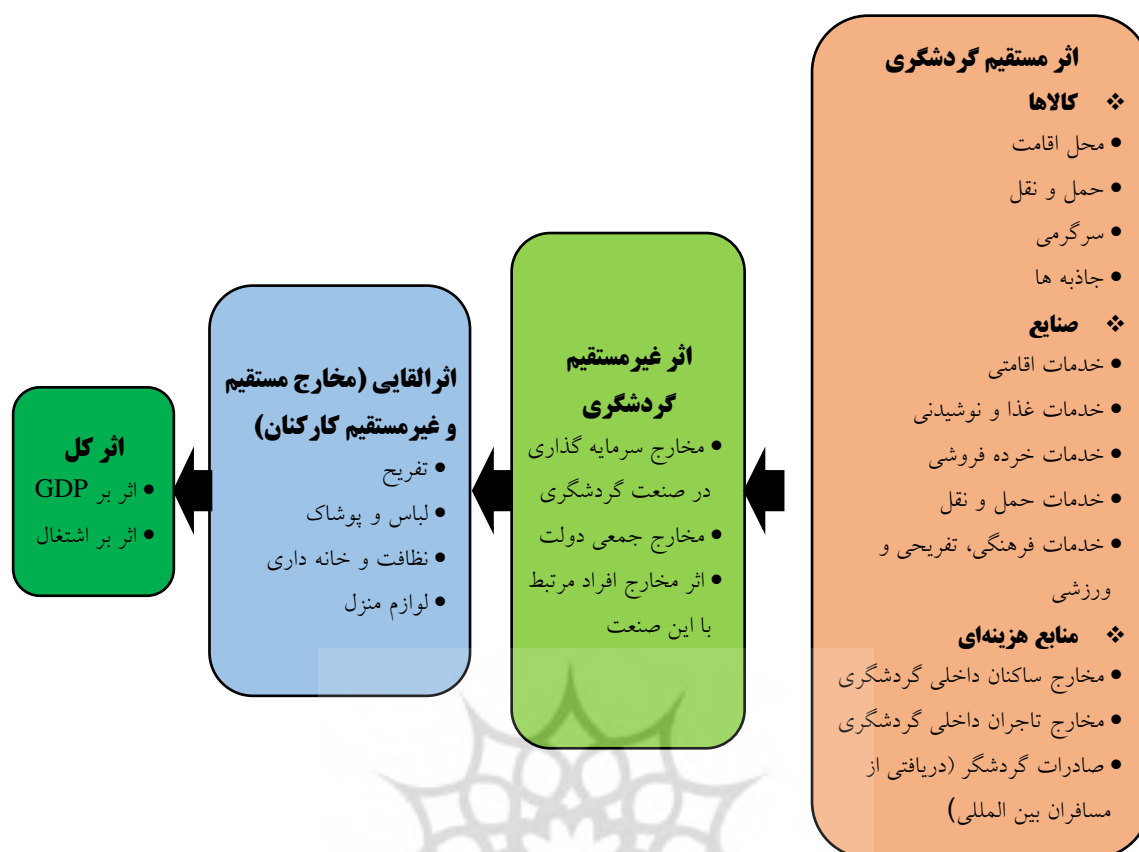 اثر مستقیم گردشگری
❖ کالاها
• محل اقامت
• حمل و نقل
• سرگرمی
• جاذبه ها
❖ صنایع
• خدمات اقامتی
• خدمات غذا و نوشیدنی
• خدمات خرده فروشی
• خدمات حمل و نقل
• خدمات فرهنگی، تفریحی و
ورزشی
❖ منابع هزینه‌ای
• مخارج ساکنان داخلی گردشگری
• مخارج تاجران داخلی گردشگری
• صادرات گردشگر (دریافتی از
مسافران بین المللی)
اثر غیرمستقیم
گردشگری
• مخارج سرمایه گذاری
در صنعت گردشگری
• مخارج جمعی دولت
• اثر مخارج افراد مرتبط
با این صنعت
اثرالقایی (مخارج مستقیم
و غیرمستقیم کارکنان)
• تفریح
• لباس و پوشاک
• نظافت و خانه داری
• لوازم منزل
اثر کل
• اثر بر GDP
• اثر بر اشتغال